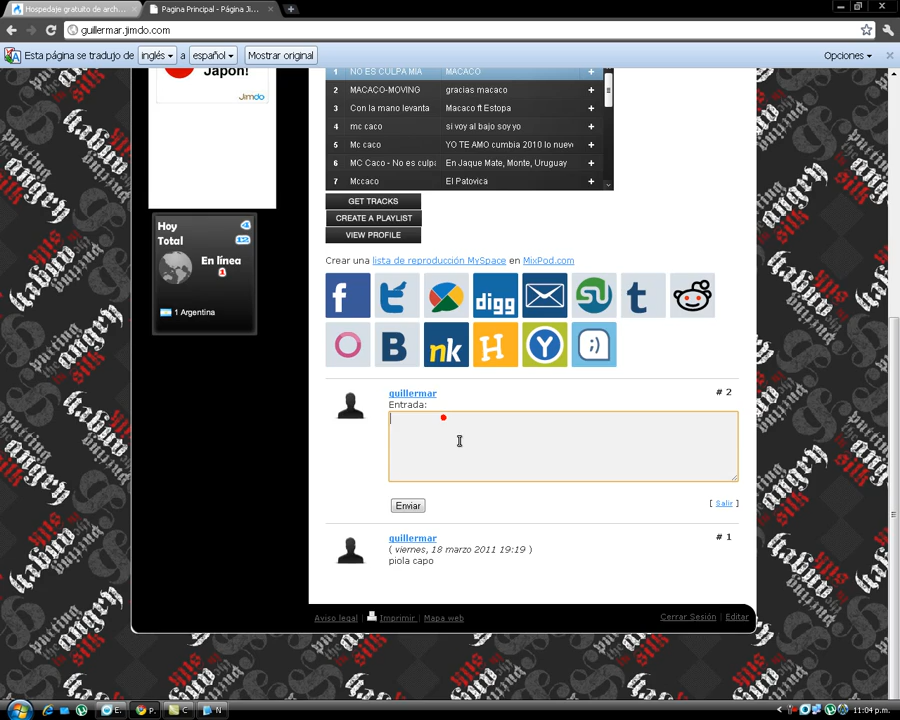 Hospedaje gratuito de arch...
Pagina Principal - Página Ji...
guillermar.jimdo.com
Esta página se tradujo de inglés a español Mostrar original
Opciones
Japon!
Jimdo
1 NO ES CULPA MIA MACACO +
2 MACACO-MOVING gracias macaco +
3 Con la mano levanta Macaco ft Estopa +
4 mc caco si voy al bajo soy yo +
5 Mc caco YO TE AMO cumbia 2010 lo nuev +
6 MC Caco - No es culpa En Jaque Mate, Monte, Uruguay +
7 Mccaco El Patovica +
GET TRACKS
CREATE A PLAYLIST
VIEW PROFILE
Hoy 4
Total 12
En línea
1
1 Argentina
Crear una lista de reproducción MySpace en MixPod.com
f t digg t
B nk H Y :)
guillermar # 2
Entrada:
Enviar [ Salir ]
guillermar # 1
( viernes, 18 marzo 2011 19:19 )
piola capo
Aviso legal | Imprimir | Mapa web
Cerrar Sesión | Editar
E. P. C N
11:04 p.m.